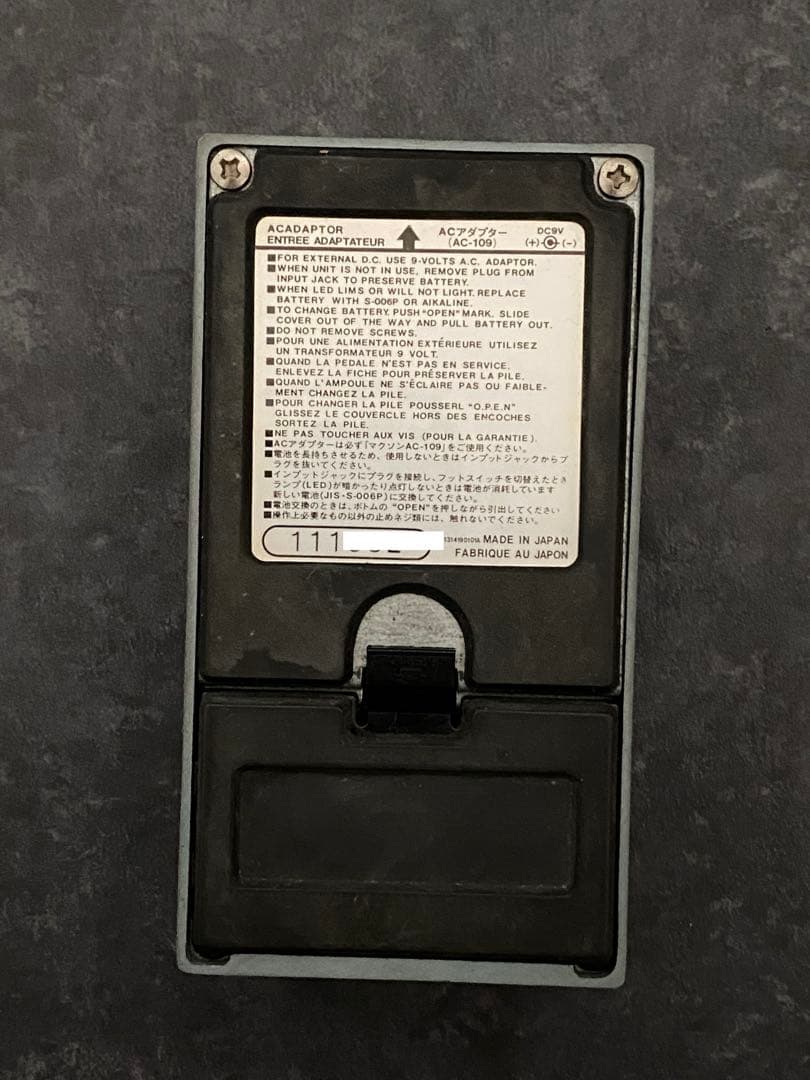 ACADAPTOR
ENTREE ADAPTATEUR
ACアダプター
(AC-109)
DC9V
(+) (-)
■FOR EXTERNAL D.C. USE 9-VOLTS A.C. ADAPTOR.
■WHEN UNIT IS NOT IN USE, REMOVE PLUG FROM
INPUT JACK TO PRESERVE BATTERY.
■WHEN LED LIMS OR WILL NOT LIGHT. REPLACE
BATTERY WITH S-006P OR AIKALINE.
■TO CHANGE BATTERY. PUSH "OPEN" MARK. SLIDE
COVER OUT OF THE WAY AND PULL BATTERY OUT.
■DO NOT REMOVE SCREWS.
■POUR UNE ALIMENTATION EXTÉRIEURE UTILISEZ
UN TRANSFORMATEUR 9 VOLT.
■QUAND LA PEDALE N'EST PAS EN SERVICE.
ENLEVEZ LA FICHE POUR PRÉSERVER LA PILE.
■QUAND L'AMPOULE NE S'ÉCLAIRE PAS OU FAIBLE-
MENT CHANGEZ LA PILE.
■POUR CHANGER LA PILE POUSSERL "O.P.E.N"
GLISSEZ LE COUVERCLE HORS DES ENCOCHES
SORTEZ LA PILE.
■NE PAS TOUCHER AUX VIS (POUR LA GARANTIE).
■ACアダプターは必ず「マクソンAC-109」をご使用ください。
■電池を長持ちさせるため、使用しないときはインプットジャックからプ
ラグを抜いてください。
■インプットジャックにプラグを接続し、フットスイッチを切替えたとき
ランプ(LED)が暗かったり点灯しないときは電池が消耗しています
新しい電池(JIS-S-006P)に交換してください。
■電池交換のときは、ボトムの "OPEN"を押しながら引出してください
■操作上必要なもの以外の止めネジ類には、触れないでください。
111
MADE IN JAPAN
FABRIQUE AU JAPON